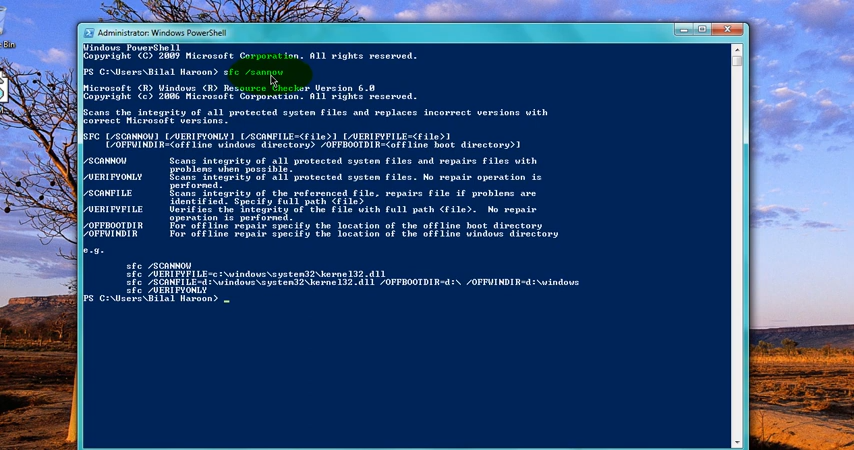 Bin
Administrator: Windows PowerShell
Windows PowerShell
Copyright (C) 2009 Microsoft Corporation. All rights reserved.
PS C:\Users\Bilal Haroon> sfc /sannow
Microsoft (R) Windows (R) Resource Checker Version 6.0
Copyright (c) 2006 Microsoft Corporation. All rights reserved.
Scans the integrity of all protected system files and replaces incorrect versions with
correct Microsoft versions.
SFC [/SCANNOW] [/VERIFYONLY] [/SCANFILE=<file>] [/VERIFYFILE=<file>]
[/OFFWINDIR=<offline windows directory> /OFFBOOTDIR=<offline boot directory>]
/SCANNOW Scans integrity of all protected system files and repairs files with
problems when possible.
/VERIFYONLY Scans integrity of all protected system files. No repair operation is
performed.
/SCANFILE Scans integrity of the referenced file, repairs file if problems are
identified. Specify full path <file>
/VERIFYFILE Verifies the integrity of the file with full path <file>. No repair
operation is performed.
/OFFBOOTDIR For offline repair specify the location of the offline boot directory
/OFFWINDIR For offline repair specify the location of the offline windows directory
e.g.
sfc /SCANNOW
sfc /VERIFYFILE=c:\windows\system32\kernel32.dll
sfc /SCANFILE=d:\windows\system32\kernel32.dll /OFFBOOTDIR=d:\ /OFFWINDIR=d:\windows
sfc /VERIFYONLY
PS C:\Users\Bilal Haroon> _